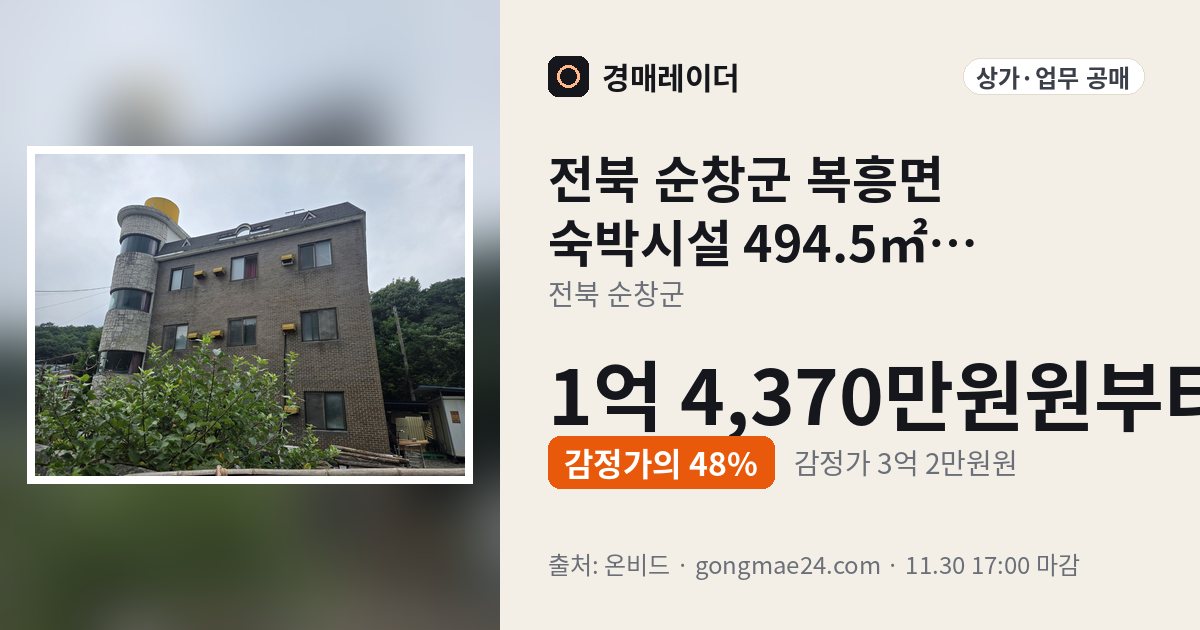 경매레이더
상가·업무 공매
전북 순창군 복흥면
숙박시설 494.5㎡…
전북 순창군
1억 4,370만원원부터
감정가의 48%
감정가 3억 2만원원
출처: 온비드 · gongmae24.com · 11.30 17:00 마감